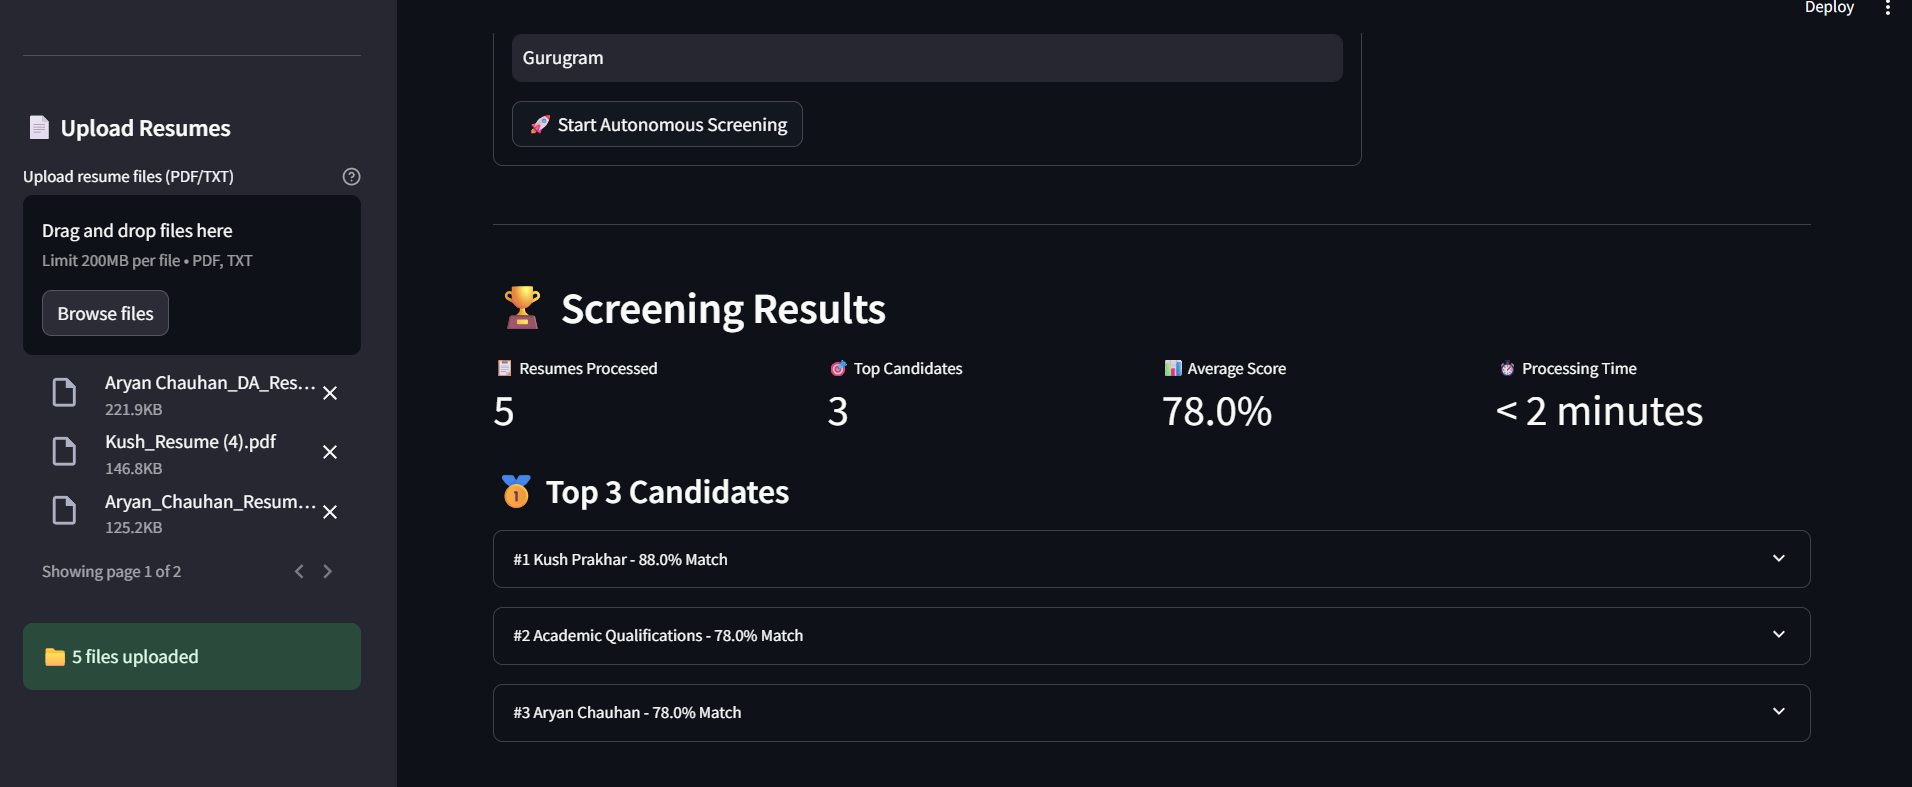 Deploy
Upload Resumes
Upload resume files (PDF/TXT)
Drag and drop files here
Limit 200MB per file • PDF, TXT
Browse files
Aryan Chauhan_DA_Res...
221.9KB
Kush_Resume (4).pdf
146.8KB
Aryan_Chauhan_Resum...
125.2KB
Showing page 1 of 2
5 files uploaded
Gurugram
Start Autonomous Screening
Screening Results
Resumes Processed
5
Top Candidates
3
Average Score
78.0%
Processing Time
< 2 minutes
Top 3 Candidates
#1 Kush Prakhar - 88.0% Match
#2 Academic Qualifications - 78.0% Match
#3 Aryan Chauhan - 78.0% Match